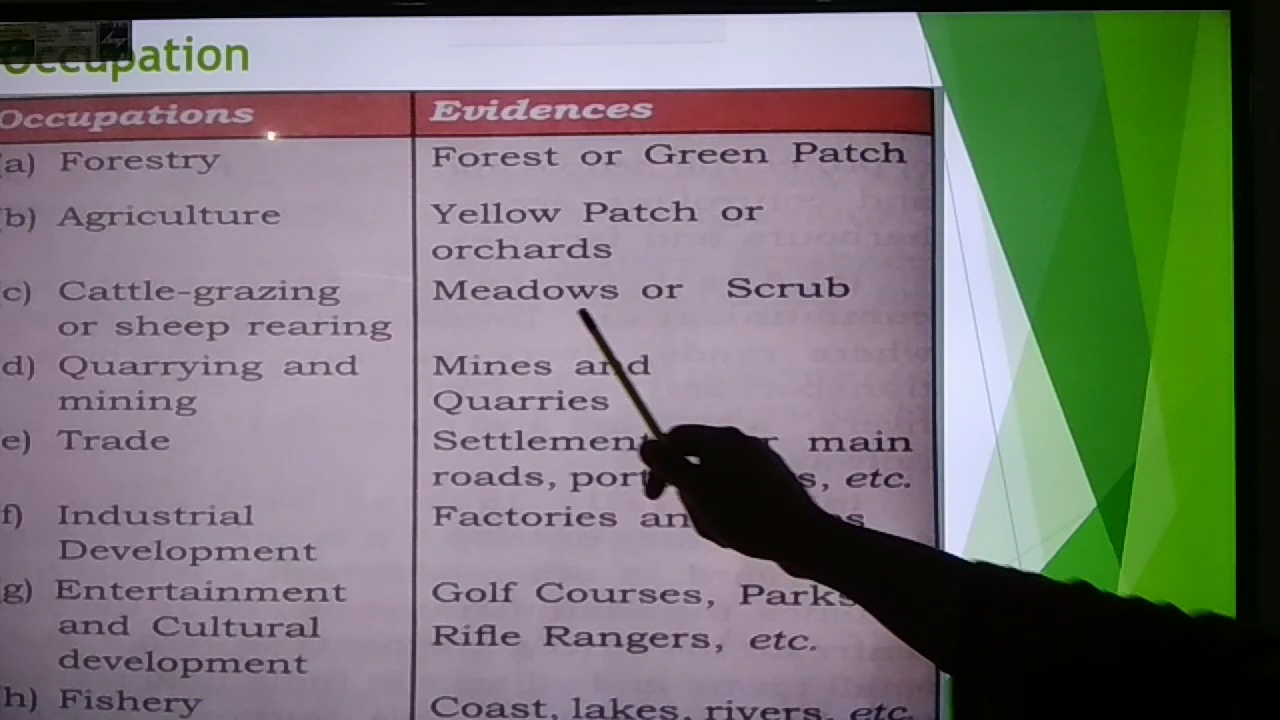 Occupation
Occupations Evidences
(a) Forestry Forest or Green Patch
(b) Agriculture Yellow Patch or
orchards
(c) Cattle-grazing Meadows or Scrub
or sheep rearing
(d) Quarrying and Mines and
mining Quarries
(e) Trade Settlement main
roads, port etc.
(f) Industrial Factories
Development
(g) Entertainment Golf Courses, Parks
and Cultural Rifle Rangers, etc.
development
(h) Fishery Coast, lakes, rivers, etc.